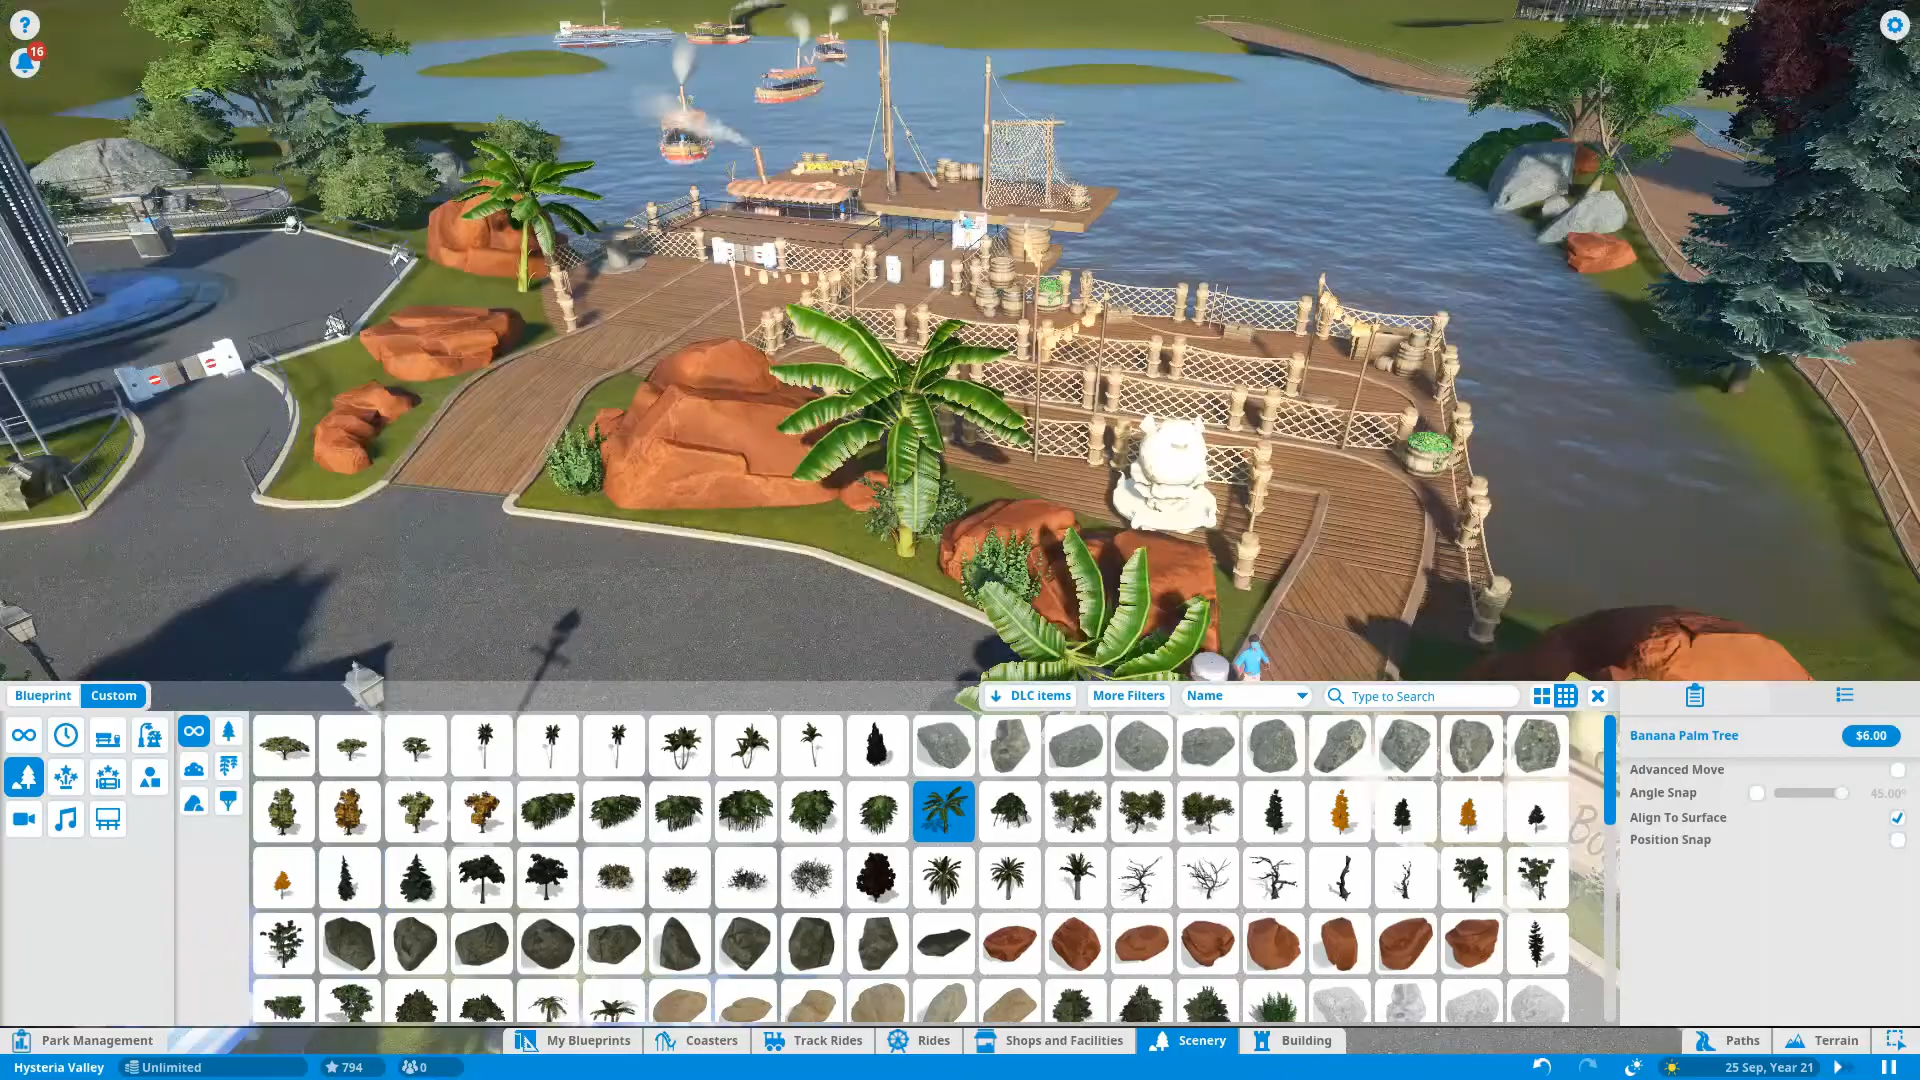 ?
16
Blueprint
Custom
DLC items
More Filters
Name
Type to Search
Banana Palm Tree
$6.00
Advanced Move
Angle Snap
45.00°
Align To Surface
Position Snap
Park Management
My Blueprints
Coasters
Track Rides
Rides
Shops and Facilities
Scenery
Building
Paths
Terrain
Hysteria Valley
Unlimited
794
0
25 Sep, Year 21